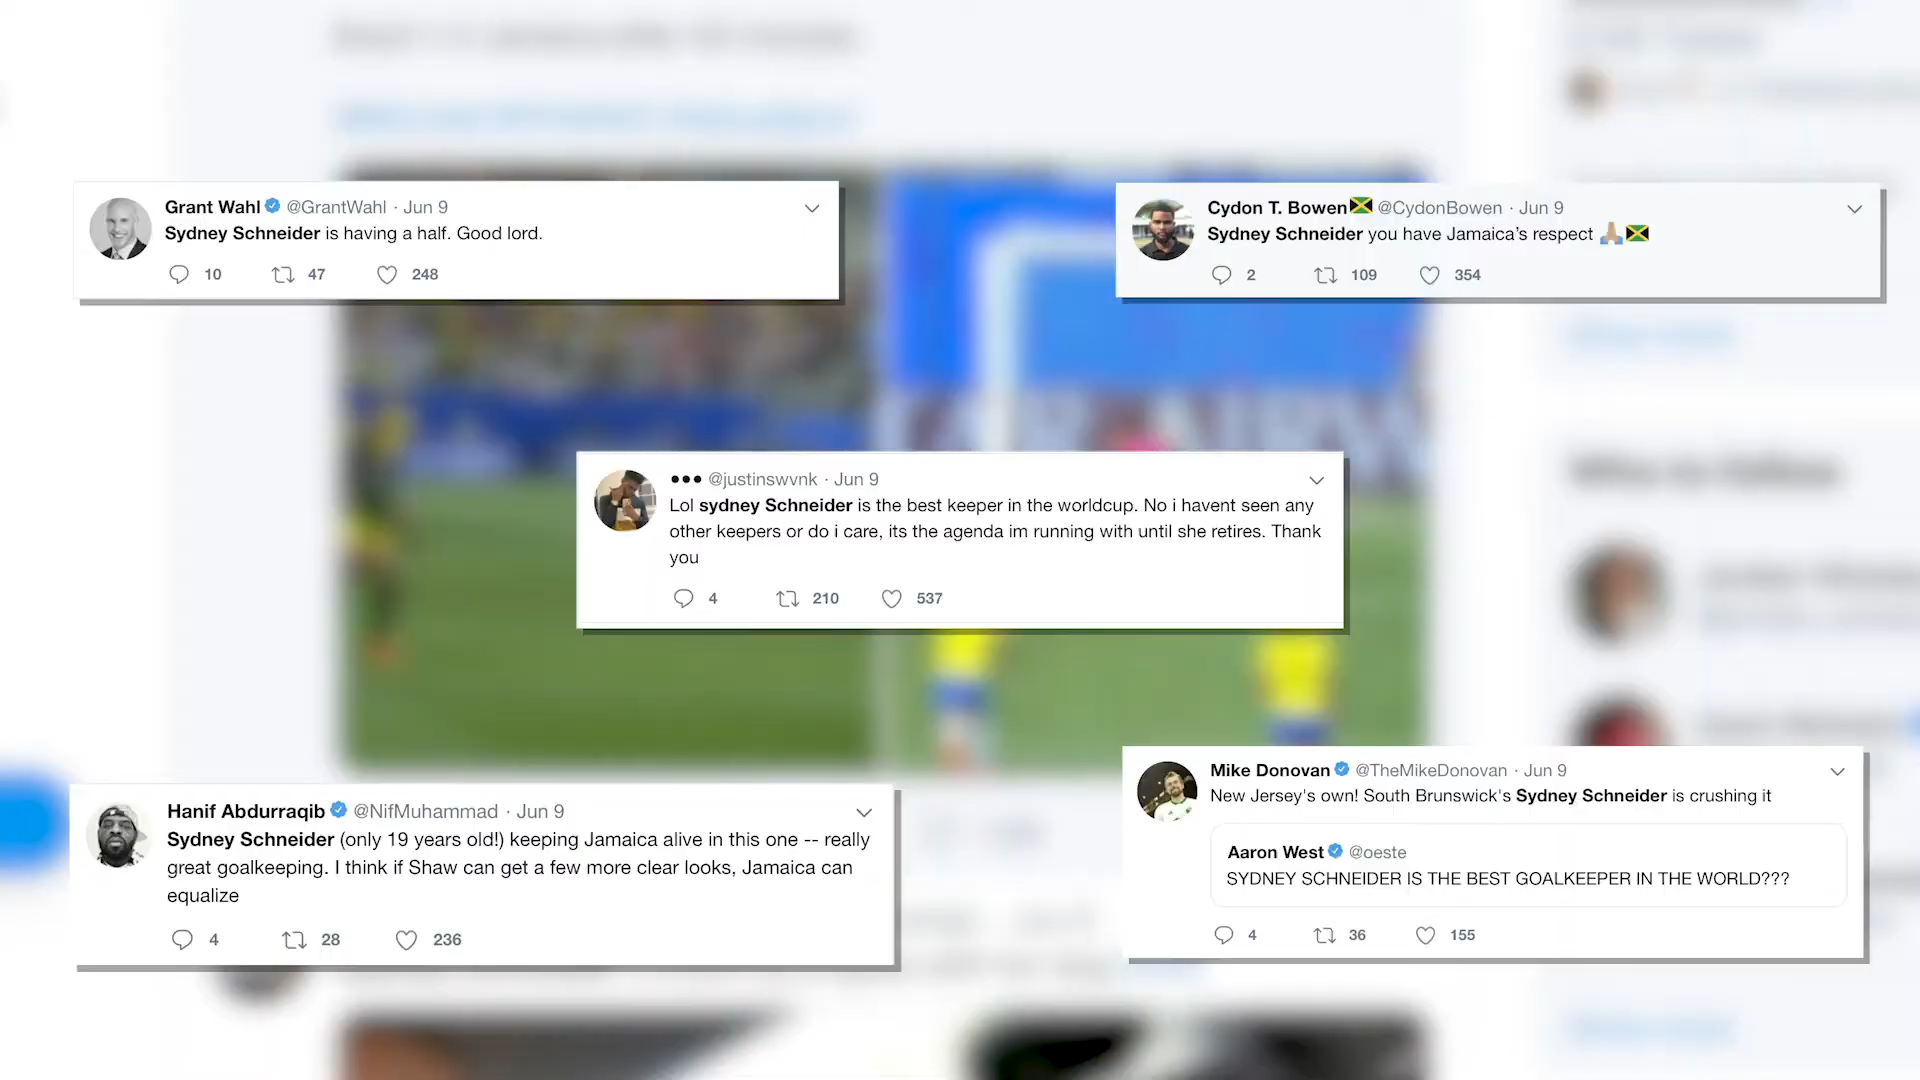 Grant Wahl @GrantWahl · Jun 9
Sydney Schneider is having a half. Good lord.
10 47 248
Cydon T. Bowen🇯🇲 @CydonBowen · Jun 9
Sydney Schneider you have Jamaica’s respect 🙏🏽🇯🇲
2 109 354
••• @justinswvnk · Jun 9
Lol sydney Schneider is the best keeper in the worldcup. No i havent seen any
other keepers or do i care, its the agenda im running with until she retires. Thank
you
4 210 537
Hanif Abdurraqib @NifMuhammad · Jun 9
Sydney Schneider (only 19 years old!) keeping Jamaica alive in this one -- really
great goalkeeping. I think if Shaw can get a few more clear looks, Jamaica can
equalize
4 28 236
Mike Donovan @TheMikeDonovan · Jun 9
New Jersey's own! South Brunswick's Sydney Schneider is crushing it
Aaron West @oeste
SYDNEY SCHNEIDER IS THE BEST GOALKEEPER IN THE WORLD???
4 36 155